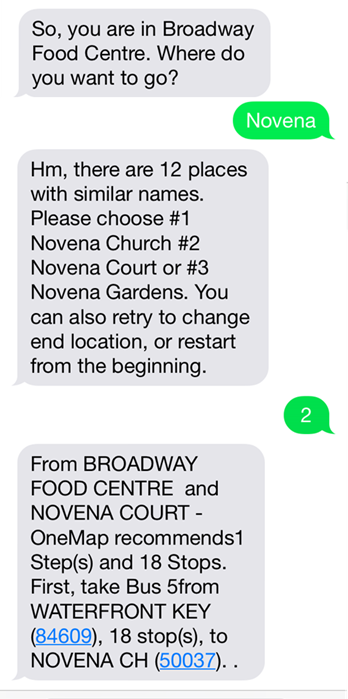 So, you are in Broadway
Food Centre. Where do
you want to go?
Novena
Hm, there are 12 places
with similar names.
Please choose #1
Novena Church #2
Novena Court or #3
Novena Gardens. You
can also retry to change
end location, or restart
from the beginning.
2
From BROADWAY
FOOD CENTRE  and
NOVENA COURT -
OneMap recommends1
Step(s) and 18 Stops.
First, take Bus 5from
WATERFRONT KEY
(84609), 18 stop(s), to
NOVENA CH (50037). .